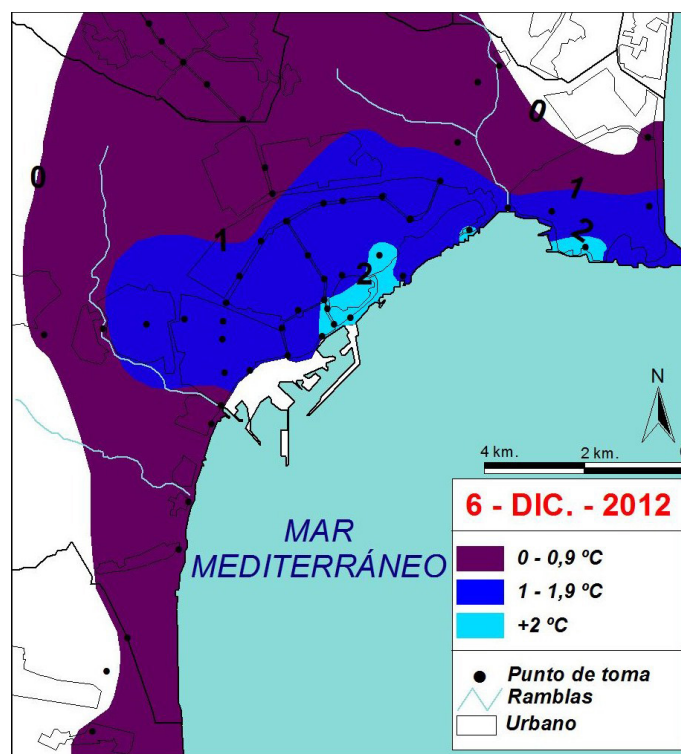 0
0
1
1
2
2
N
4 km.
2 km.
0
MAR
MEDITERRÁNEO
6 - DIC. - 2012
0 - 0,9 ºC
1 - 1,9 ºC
+2 ºC
Punto de toma
Ramblas
Urbano